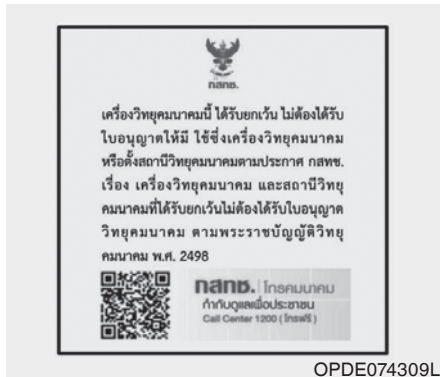 กสทช.
เครื่องวิทยุคมนาคมนี้ ได้รับยกเว้น ไม่ต้องได้รับ
ใบอนุญาตให้มี ใช้ซึ่งเครื่องวิทยุคมนาคม
หรือตั้งสถานีวิทยุคมนาคมตามประกาศ กสทช.
เรื่อง เครื่องวิทยุคมนาคม และสถานีวิทยุ
คมนาคมที่ได้รับยกเว้นไม่ต้องได้รับใบอนุญาต
วิทยุคมนาคม ตามพระราชบัญญัติวิทยุ
คมนาคม พ.ศ. 2498
กสทช. โทรคมนาคม
กำกับดูแลเพื่อประชาชน
Call Center 1200 (โทรฟรี)
OPDE074309L